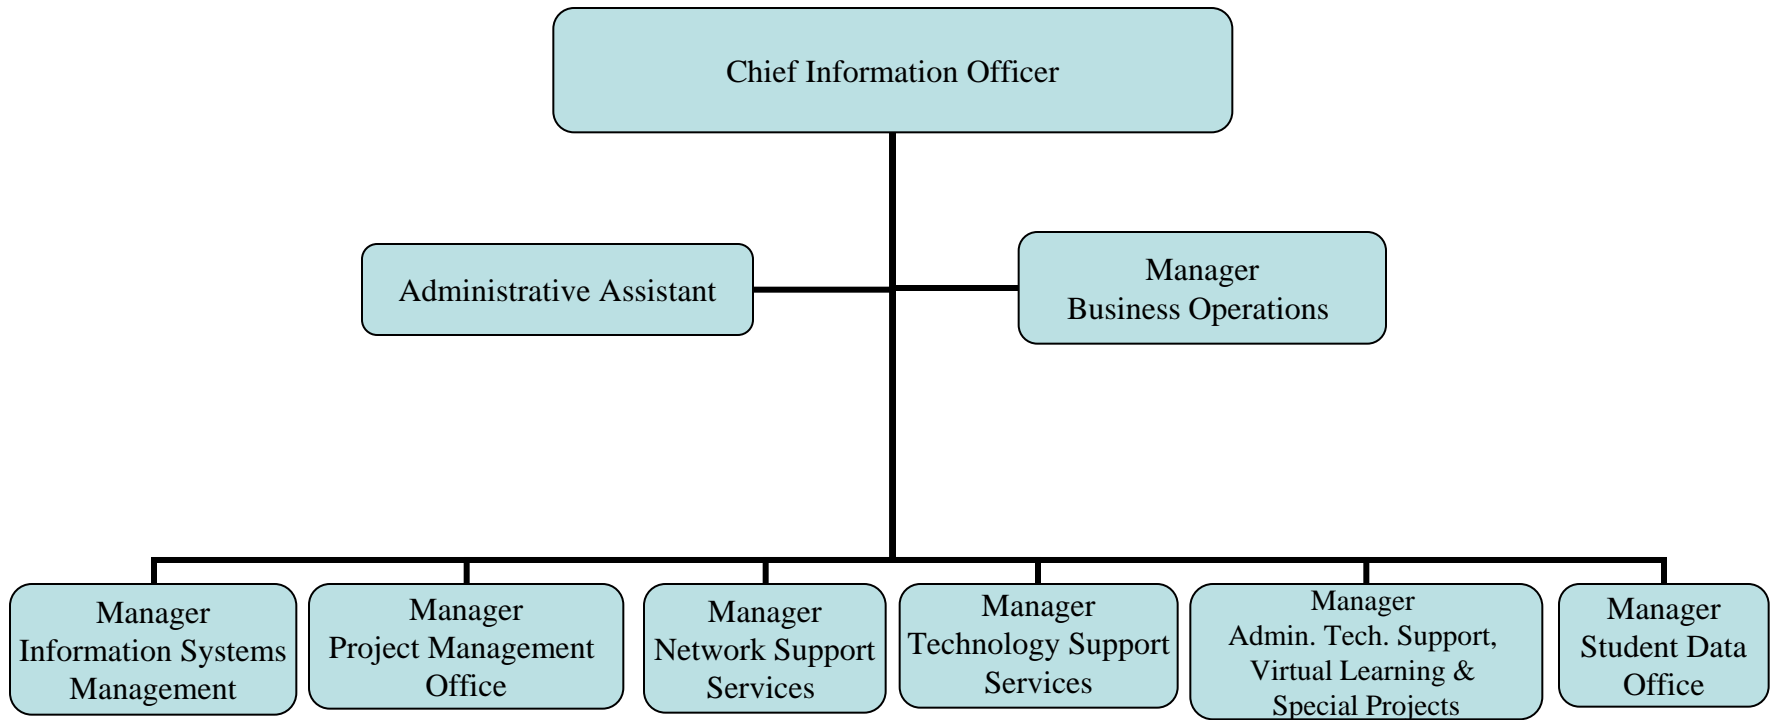 Chief Information Officer
Administrative Assistant
Manager
Business Operations
Manager
Information Systems
Management
Manager
Project Management
Office
Manager
Network Support
Services
Manager
Technology Support
Services
Manager
Admin. Tech. Support,
Virtual Learning &
Special Projects
Manager
Student Data
Office